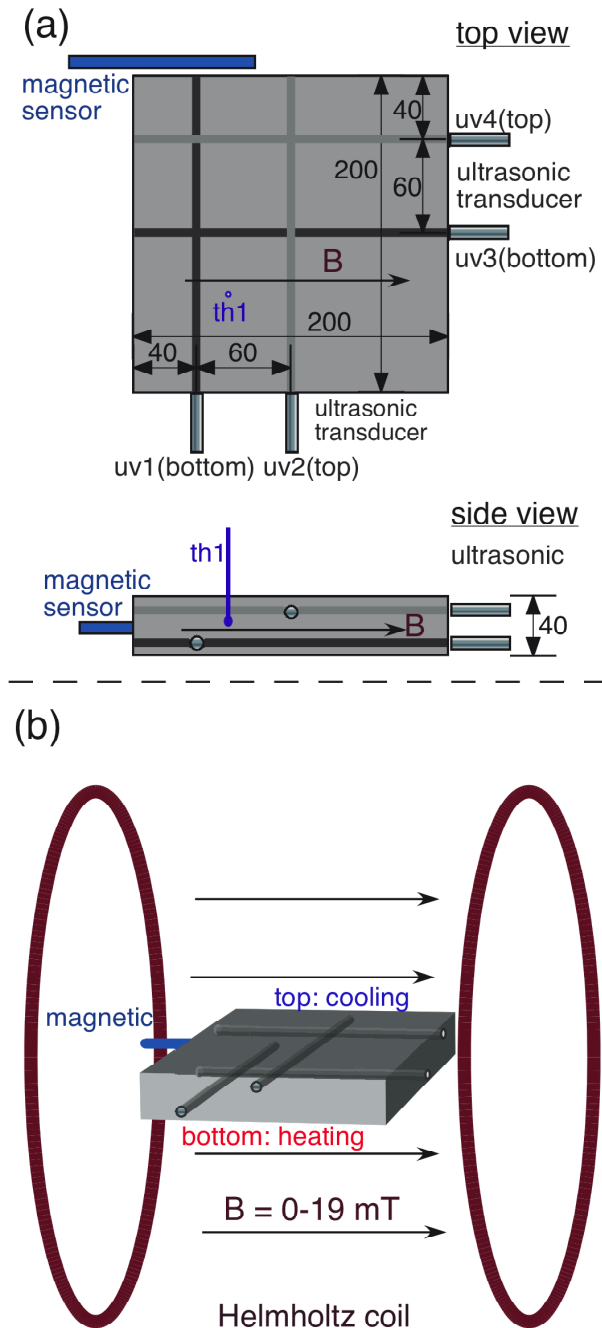 (a)
top view
magnetic
sensor
40
uv4(top)
200
60
ultrasonic
transducer
uv3(bottom)
B
th1
200
40
60
ultrasonic
transducer
uv1(bottom)
uv2(top)
side view
th1
ultrasonic
magnetic
sensor
B
40
(b)
top: cooling
magnetic
bottom: heating
B = 0-19 mT
Helmholtz coil